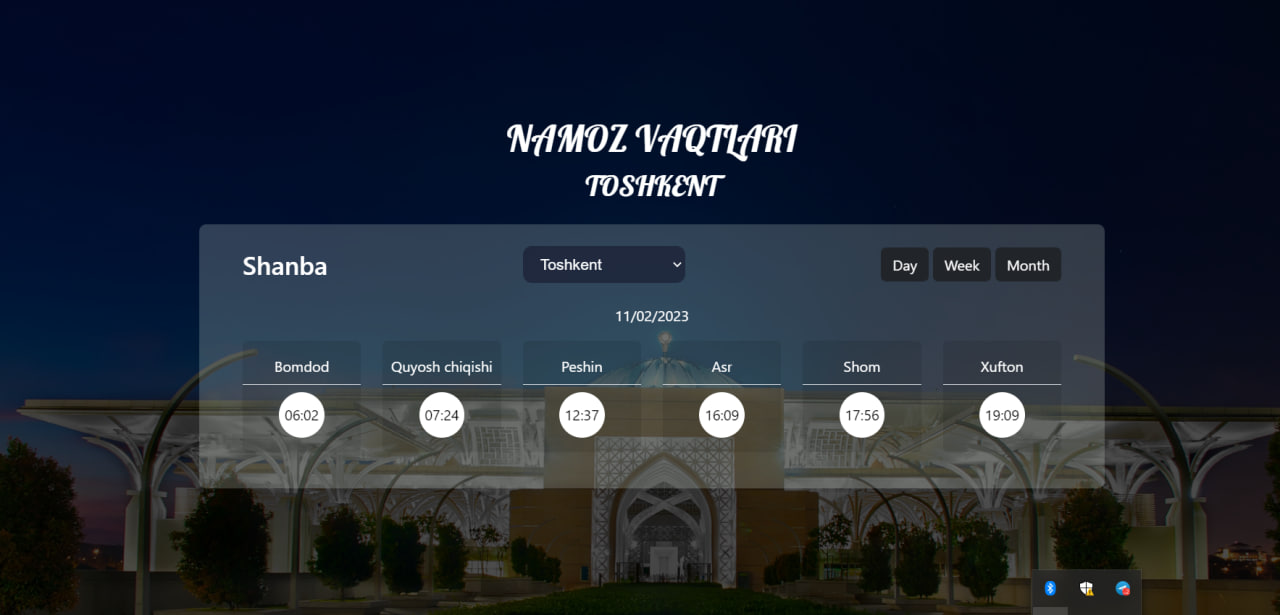 NAMOZ VAQTLARI
TOSHKENT
Shanba
Toshkent
Day Week Month
11/02/2023
Bomdod Quyosh chiqishi Peshin Asr Shom Xufton
06:02 07:24 12:37 16:09 17:56 19:09